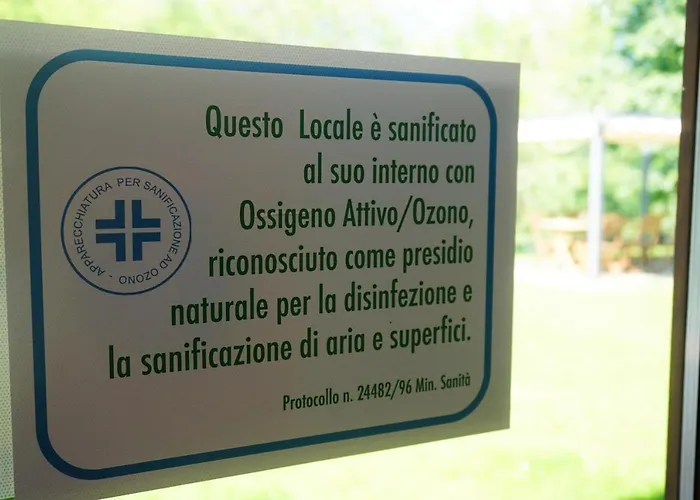 Questo Locale è sanificato
al suo interno con
Ossigeno Attivo/Ozono,
riconosciuto come presidio
naturale per la disinfezione e
la sanificazione di aria e superfici.
Protocollo n. 24482/96 Min. Sanità
APPARECCHIATURA PER SANIFICAZIONE AD OZONO -